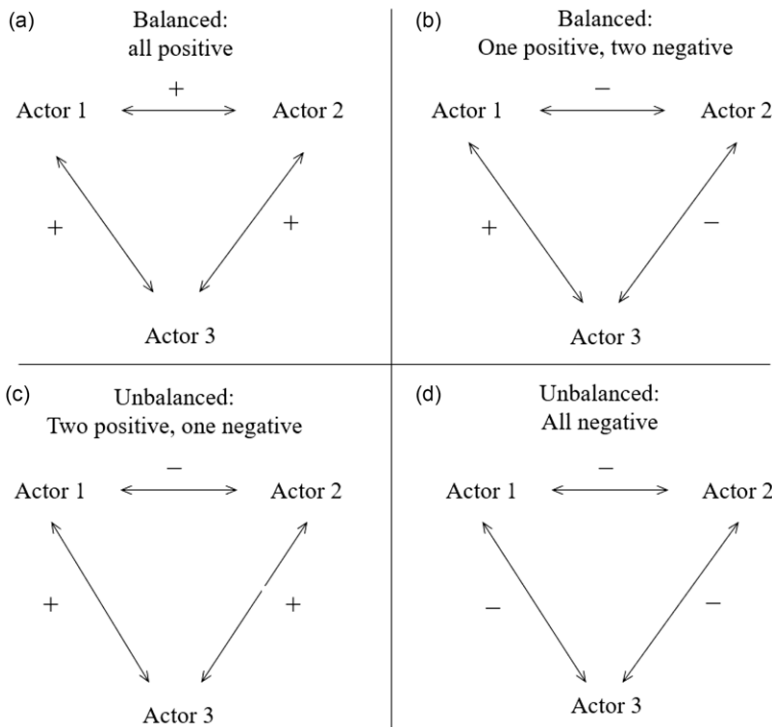 (a)
Balanced:
all positive
+
Actor 1
Actor 2
+
+
Actor 3
(b)
Balanced:
One positive, two negative
−
Actor 1
Actor 2
+
−
Actor 3
(c)
Unbalanced:
Two positive, one negative
−
Actor 1
Actor 2
+
+
Actor 3
(d)
Unbalanced:
All negative
−
Actor 1
Actor 2
−
−
Actor 3